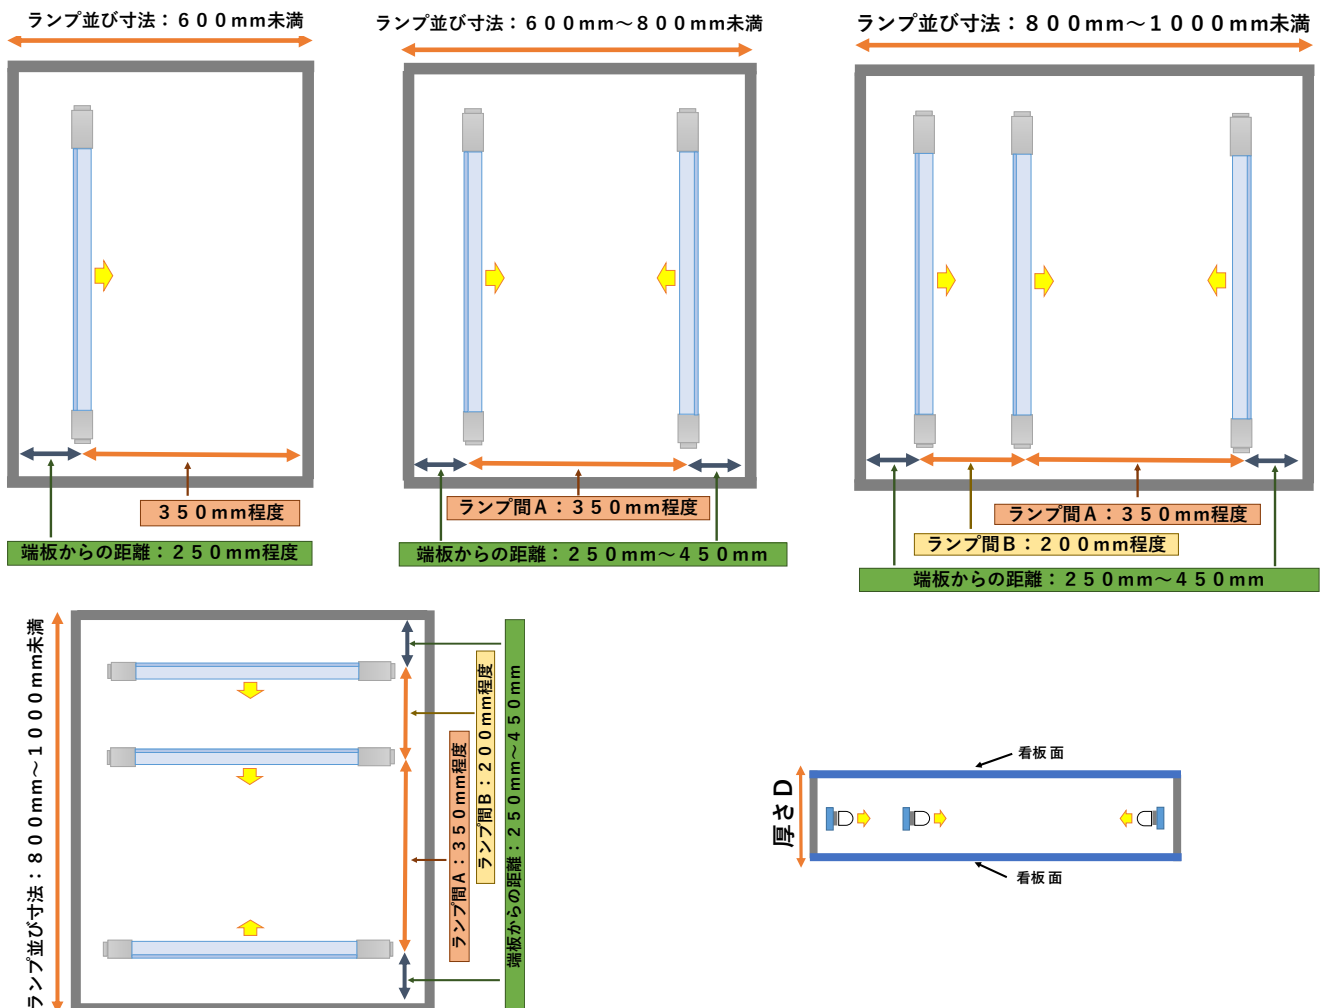 ランプ並び寸法：６００mm未満
ランプ並び寸法：６００mm～８００mm未満
ランプ並び寸法：８００mm～１０００mm未満
３５０mm程度
端板からの距離：２５０mm程度
ランプ間Ａ：３５０mm程度
端板からの距離：２５０mm～４５０mm
ランプ間Ａ：３５０mm程度
ランプ間Ｂ：２００mm程度
端板からの距離：２５０mm～４５０mm
ランプ並び寸法：８００mm～１０００mm未満
ランプ間Ａ：３５０mm程度
ランプ間Ｂ：２００mm程度
端板からの距離：２５０mm～４５０mm
看板面
厚さＤ
看板面